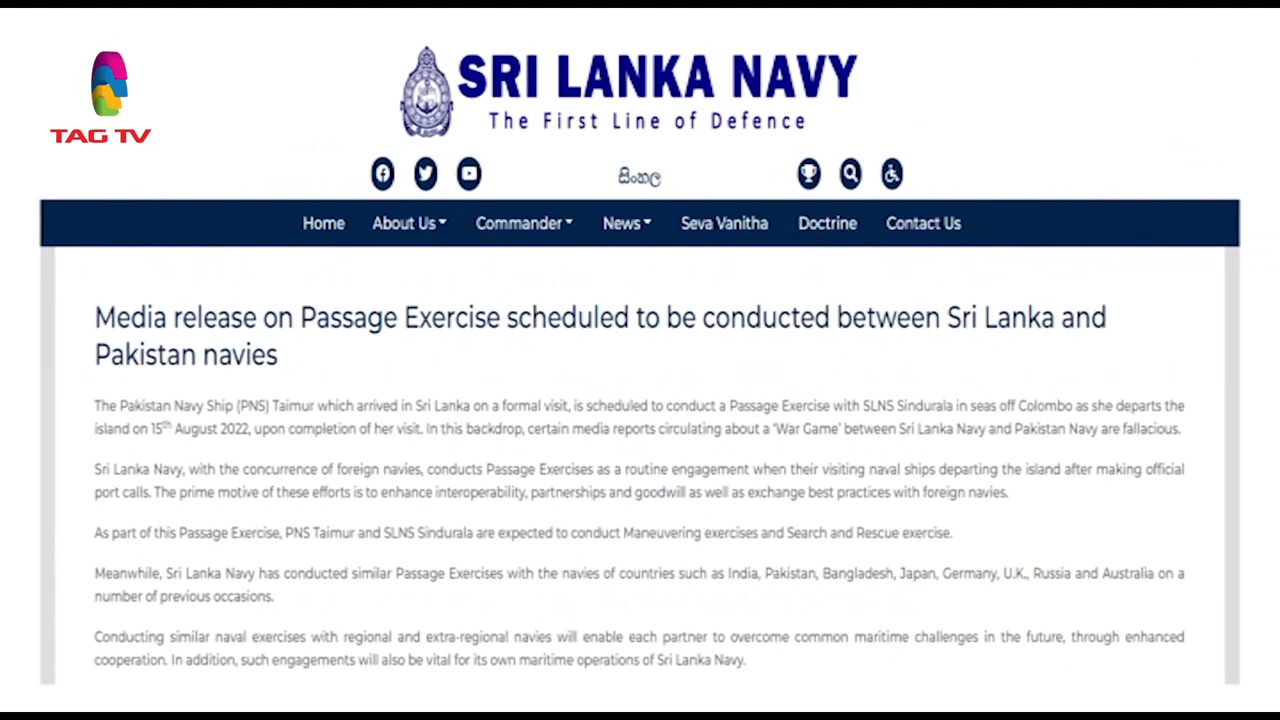 TAG TV
SRI LANKA NAVY
The First Line of Defence
සිංහල
Home About Us Commander News Seva Vanitha Doctrine Contact Us
Media release on Passage Exercise scheduled to be conducted between Sri Lanka and
Pakistan navies
The Pakistan Navy Ship (PNS) Taimur which arrived in Sri Lanka on a formal visit, is scheduled to conduct a Passage Exercise with SLNS Sindurala in seas off Colombo as she departs the
island on 15th August 2022, upon completion of her visit. In this backdrop, certain media reports circulating about a 'War Game' between Sri Lanka Navy and Pakistan Navy are fallacious.
Sri Lanka Navy, with the concurrence of foreign navies, conducts Passage Exercises as a routine engagement when their visiting naval ships departing the island after making official
port calls. The prime motive of these efforts is to enhance interoperability, partnerships and goodwill as well as exchange best practices with foreign navies.
As part of this Passage Exercise, PNS Taimur and SLNS Sindurala are expected to conduct Maneuvering exercises and Search and Rescue exercise.
Meanwhile, Sri Lanka Navy has conducted similar Passage Exercises with the navies of countries such as India, Pakistan, Bangladesh, Japan, Germany, U.K., Russia and Australia on a
number of previous occasions.
Conducting similar naval exercises with regional and extra-regional navies will enable each partner to overcome common maritime challenges in the future, through enhanced
cooperation. In addition, such engagements will also be vital for its own maritime operations of Sri Lanka Navy.